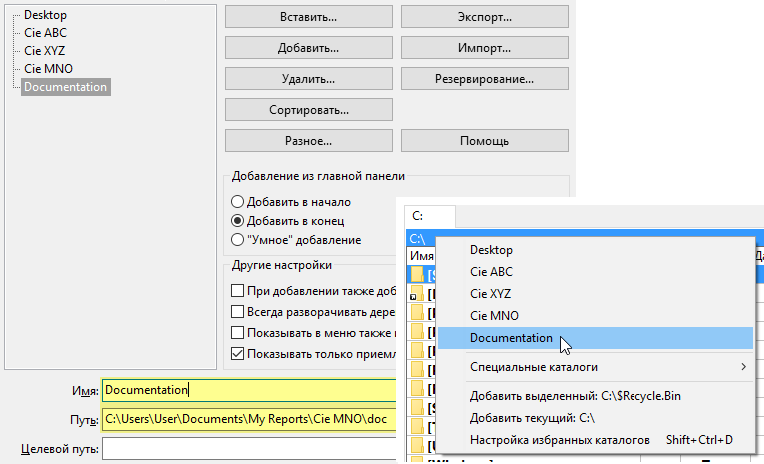 Desktop
Cie ABC
Cie XYZ
Cie MNO
Documentation
Вставить...
Экспорт...
Добавить...
Импорт...
Удалить...
Резервирование...
Сортировать...
Разное...
Помощь
Добавление из главной панели
Добавить в начало
Добавить в конец
"Умное" добавление
Другие настройки
При добавлении также доб
Всегда разворачивать дере
Показывать в меню также
Показывать только приемл
Имя: Documentation
Путь: C:\Users\User\Documents\My Reports\Cie MNO\doc
Целевой путь:
C:
C:\
Имя
Desktop
Cie ABC
Cie XYZ
Cie MNO
Documentation
Специальные каталоги
Добавить выделенный: C:\$Recycle.Bin
Добавить текущий: C:\
Настройка избранных каталогов Shift+Ctrl+D